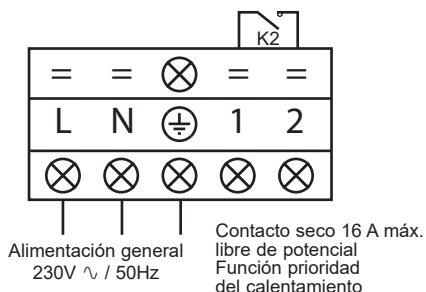 K2
L N 1 2
Alimentación general
230V ∿ / 50Hz
Contacto seco 16 A máx.
libre de potencial
Función prioridad
del calentamiento